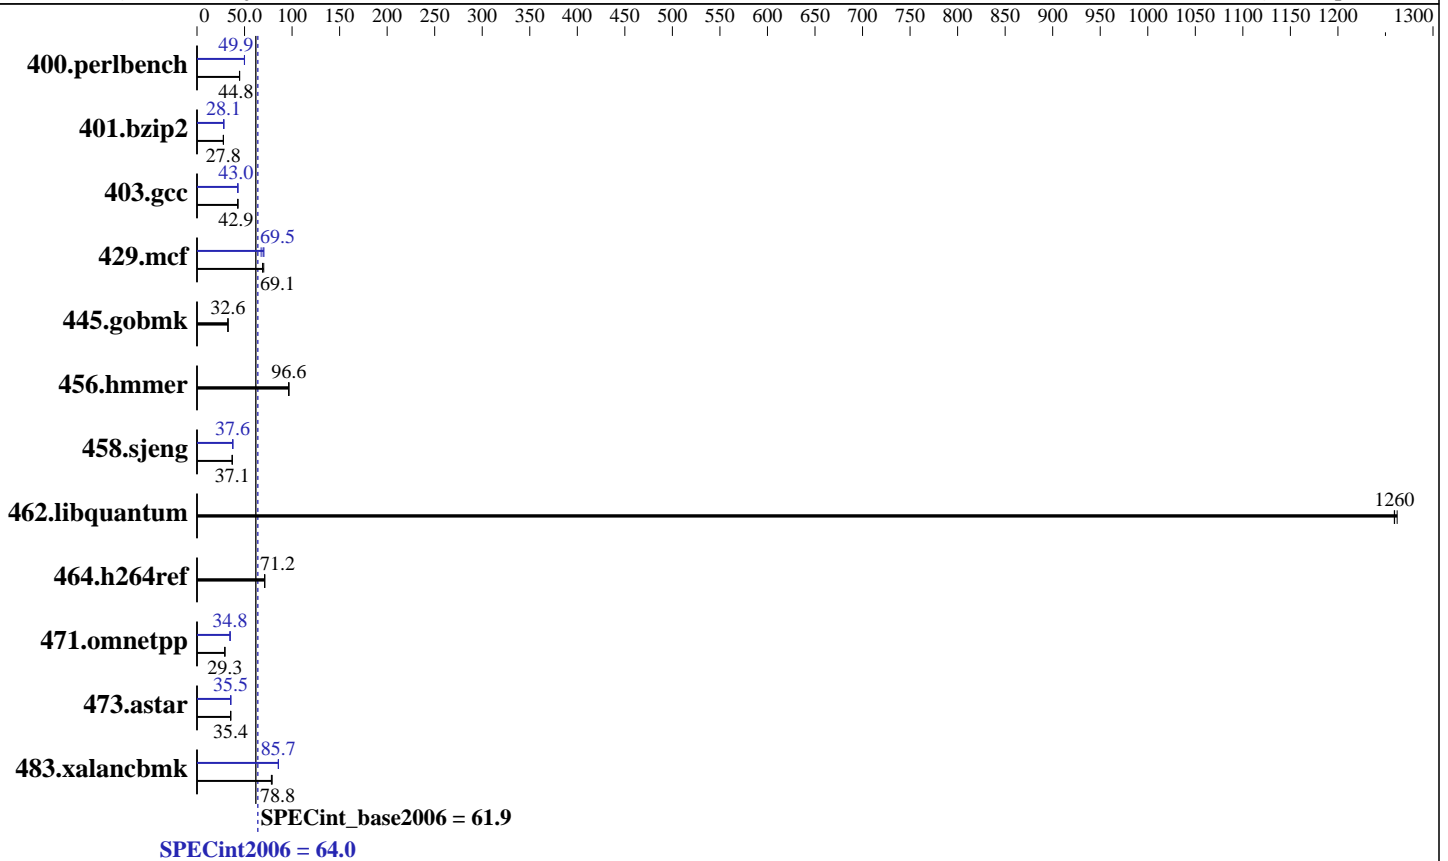 0 50.0 100 150 200 250 300 350 400 450 500 550 600 650 700 750 800 850 900 950 1000 1050 1100 1150 1200 1300
400.perlbench 49.9
44.8
401.bzip2 28.1
27.8
403.gcc 43.0
42.9
429.mcf 69.5
69.1
445.gobmk 32.6
456.hmmer 96.6
458.sjeng 37.6
37.1
462.libquantum 1260
464.h264ref 71.2
471.omnetpp 34.8
29.3
473.astar 35.5
35.4
483.xalancbmk 85.7
78.8
SPECint_base2006 = 61.9
SPECint2006 = 64.0